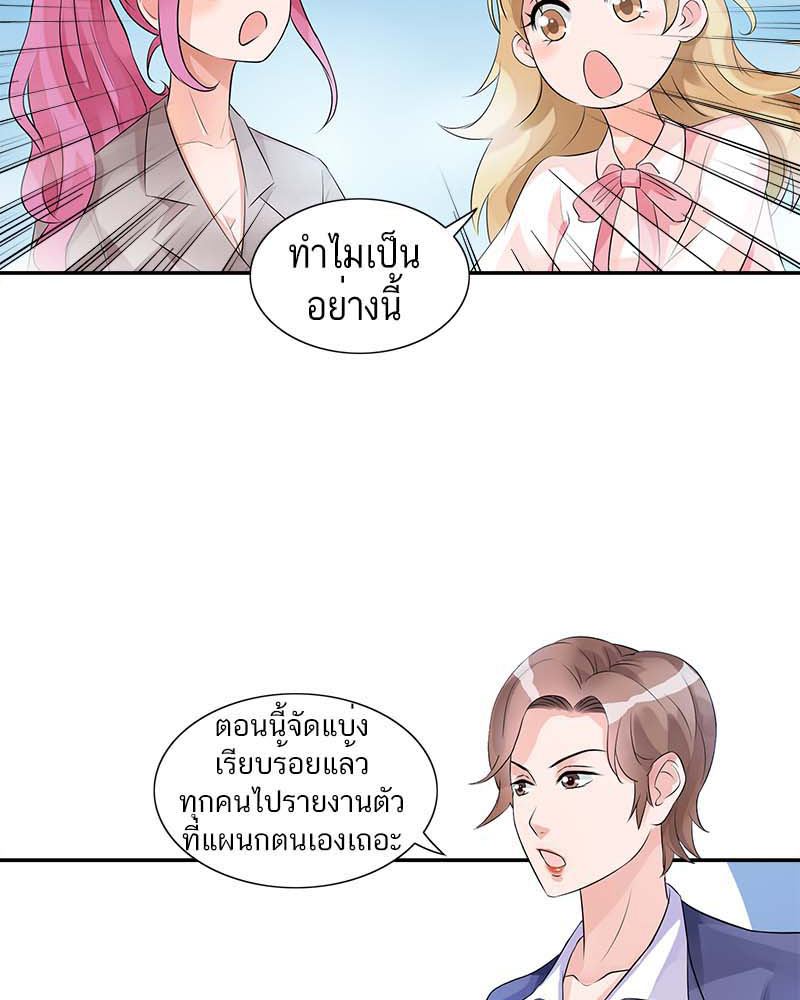 ทำไมเป็น
อย่างนี้
ตอนนี้จัดแบ่ง
เรียบร้อยแล้ว
ทุกคนไปรายงานตัว
ที่แผนกตนเองเถอะ